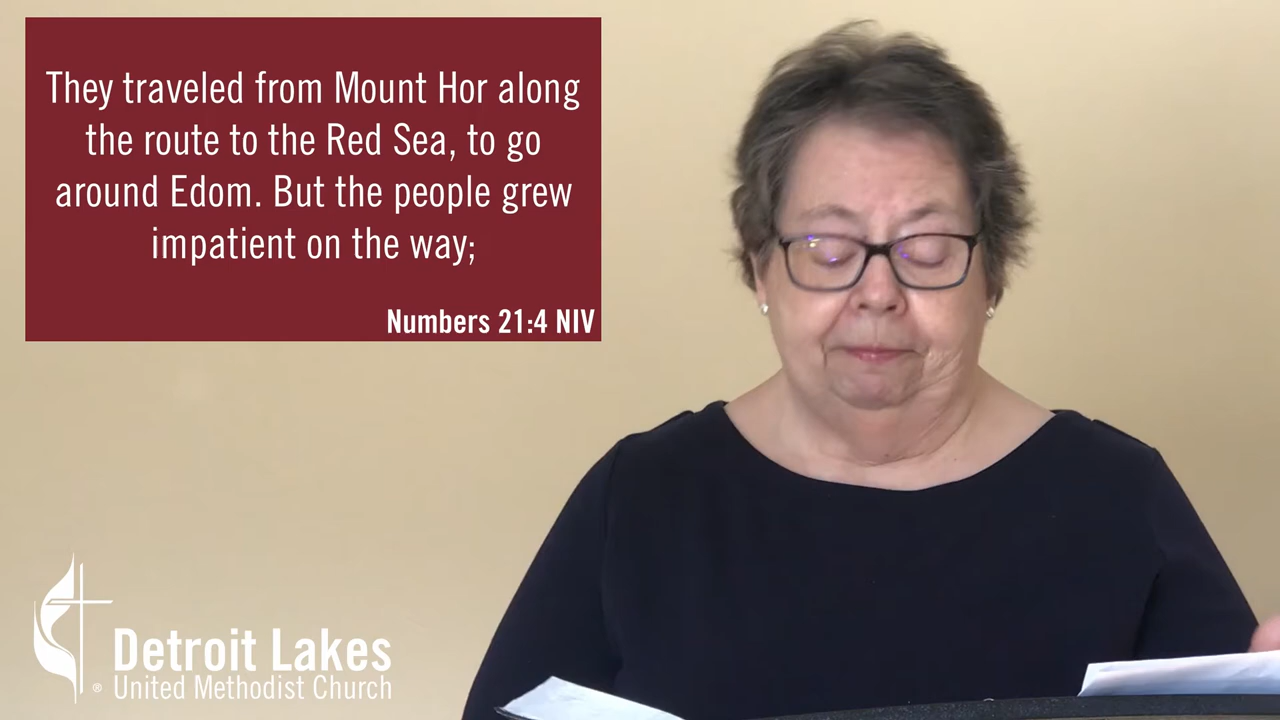 They traveled from Mount Hor along
the route to the Red Sea, to go
around Edom. But the people grew
impatient on the way;
Numbers 21:4 NIV
Detroit Lakes
® United Methodist Church